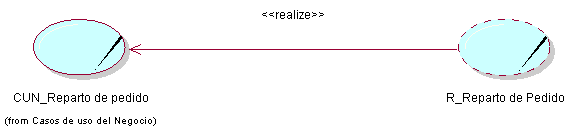 <<realize>>
CUN_Reparto de pedido
R_Reparto de Pedido
(from Casos de uso del Negocio)